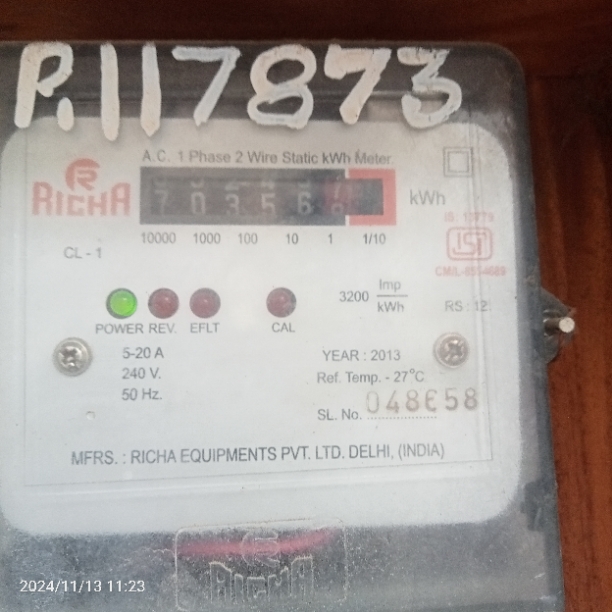 P.117873
A.C. 1 Phase 2 Wire Static kWh Meter
RICHA
7 0 3 5 6
kWh
10000 1000 100 10 1 1/10
CL - 1
ISI
3200 Imp
kWh
RS : 12
POWER REV. EFLT CAL
5-20 A
240 V.
50 Hz.
YEAR : 2013
Ref. Temp. - 27°C
SL. No. 048658
MFRS. : RICHA EQUIPMENTS PVT. LTD. DELHI, (INDIA)
RICHA
2024/11/13 11:23